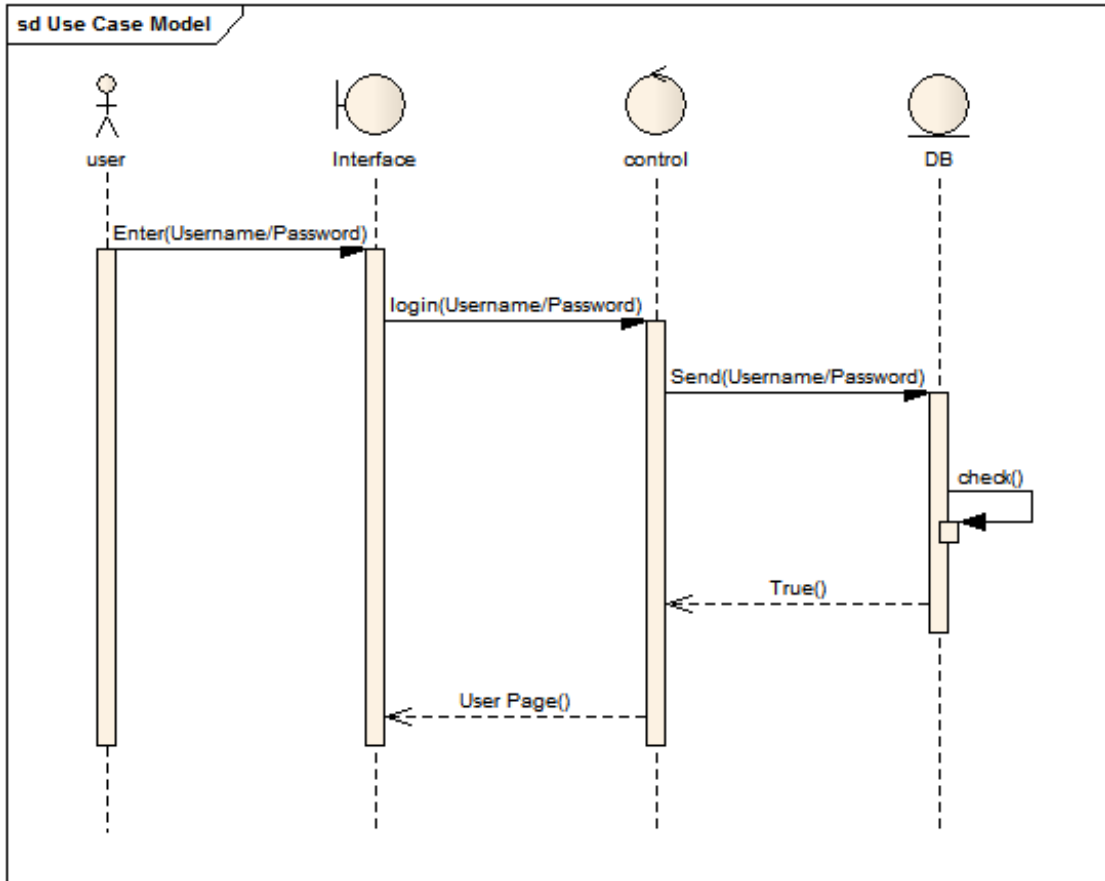 sd Use Case Model
user
Interface
control
DB
Enter(Username/Password)
login(Username/Password)
Send(Username/Password)
check()
True()
User Page()